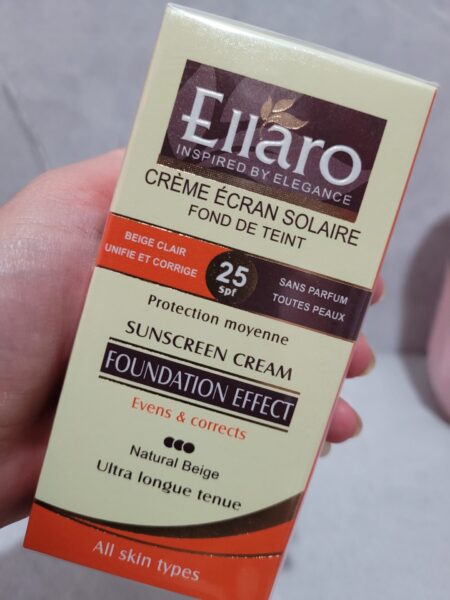 Ellaro
INSPIRED BY ELEGANCE
CRÈME ÉCRAN SOLAIRE
FOND DE TEINT
BEIGE CLAIR
UNIFIE ET CORRIGE
25
spf
SANS PARFUM
TOUTES PEAUX
Protection moyenne
SUNSCREEN CREAM
FOUNDATION EFFECT
Evens & corrects
Natural Beige
Ultra longue tenue
All skin types